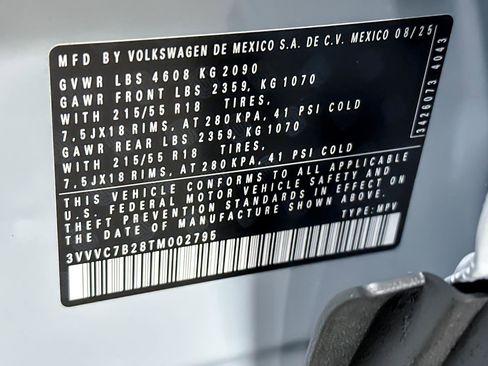 MFD BY VOLKSWAGEN DE MEXICO S.A. DE C.V. MEXICO 08/25
GVWR LBS 4608 KG 2090
GAWR FRONT LBS 2359, KG 1070
WITH 215/55 R18 TIRES,
7,5JX18 RIMS, AT 280 KPA, 41 PSI COLD
GAWR REAR LBS 2359, KG 1070
WITH 215/55 R18 TIRES,
7,5JX18 RIMS, AT 280 KPA, 41 PSI COLD
THIS VEHICLE CONFORMS TO ALL APPLICABLE
U.S. FEDERAL MOTOR VEHICLE SAFETY AND
THEFT PREVENTION STANDARDS IN EFFECT ON
THE DATE OF MANUFACTURE SHOWN ABOVE.
3VVVC7B28TM002795 TYPE: MPV
3426073 4043